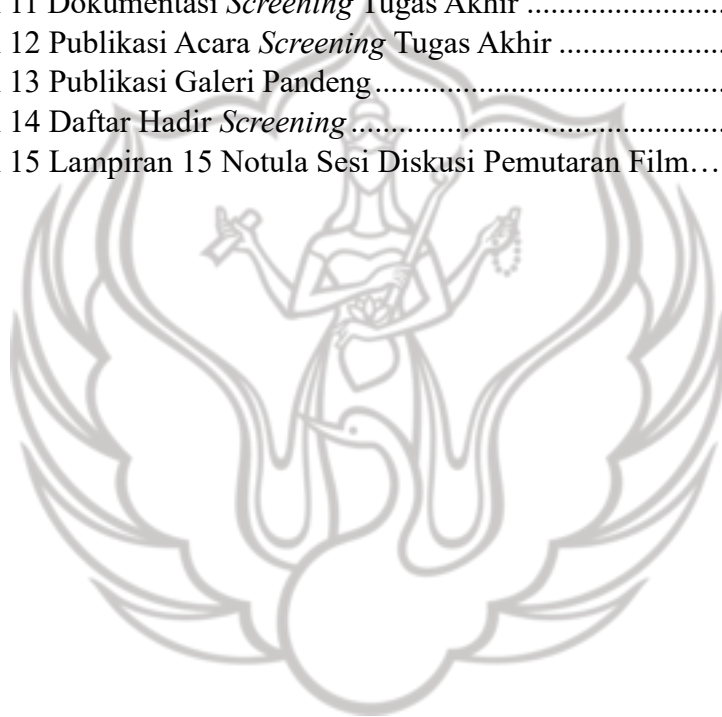 11 Dokumentasi Screening Tugas Akhir ........................
12 Publikasi Acara Screening Tugas Akhir ....................
13 Publikasi Galeri Pandeng...........................................
14 Daftar Hadir Screening ..............................................
15 Lampiran 15 Notula Sesi Diskusi Pemutaran Film…